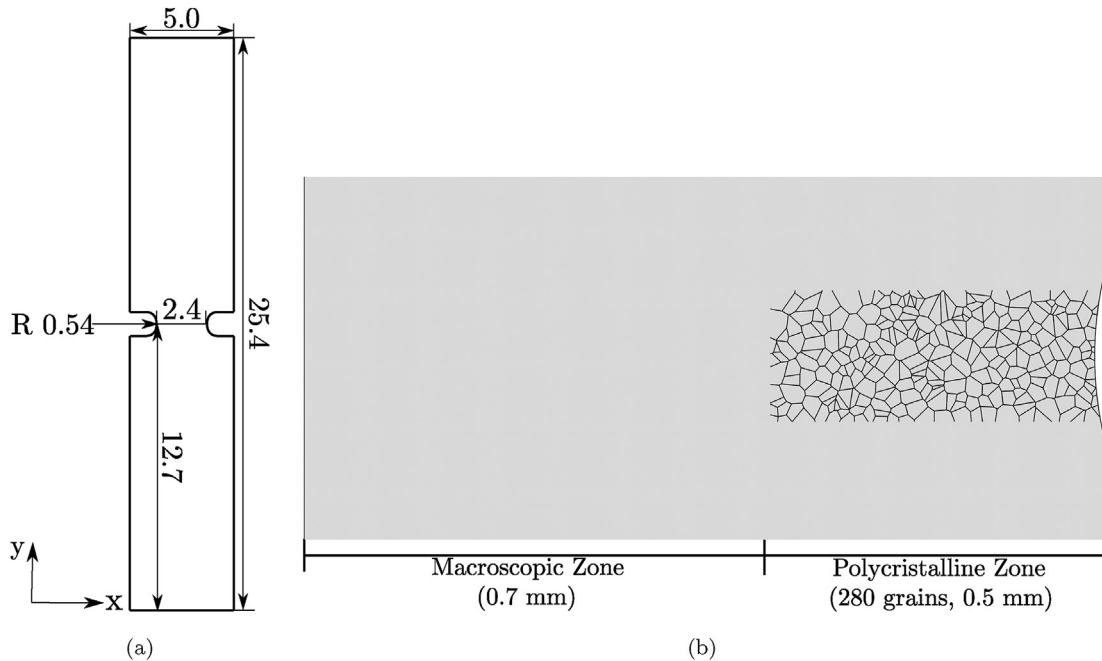 5.0
2.4
R 0.54
25.4
12.7
y
x
(a)
Macroscopic Zone
(0.7 mm)
Polycristalline Zone
(280 grains, 0.5 mm)
(b)